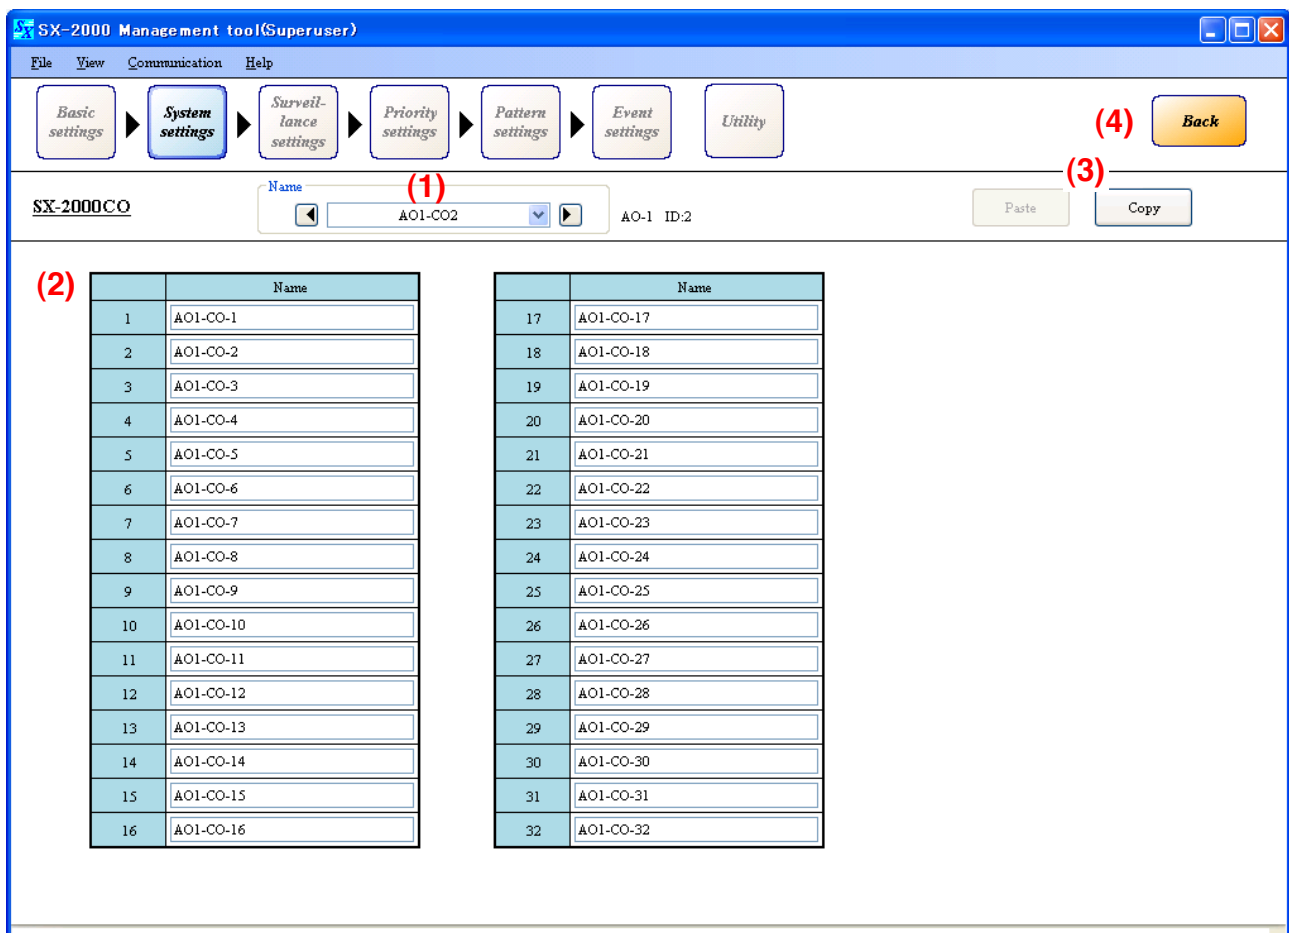 SX SX-2000 Management tool(Superuser)
File View Communication Help
Basic settings
System settings
Surveil-lance settings
Priority settings
Pattern settings
Event settings
Utility
(4) Back
(3)
SX-2000CO
Name (1)
AO1-CO2
AO-1 ID:2
Paste Copy
(2)
Name
1 AO1-CO-1
2 AO1-CO-2
3 AO1-CO-3
4 AO1-CO-4
5 AO1-CO-5
6 AO1-CO-6
7 AO1-CO-7
8 AO1-CO-8
9 AO1-CO-9
10 AO1-CO-10
11 AO1-CO-11
12 AO1-CO-12
13 AO1-CO-13
14 AO1-CO-14
15 AO1-CO-15
16 AO1-CO-16
Name
17 AO1-CO-17
18 AO1-CO-18
19 AO1-CO-19
20 AO1-CO-20
21 AO1-CO-21
22 AO1-CO-22
23 AO1-CO-23
24 AO1-CO-24
25 AO1-CO-25
26 AO1-CO-26
27 AO1-CO-27
28 AO1-CO-28
29 AO1-CO-29
30 AO1-CO-30
31 AO1-CO-31
32 AO1-CO-32